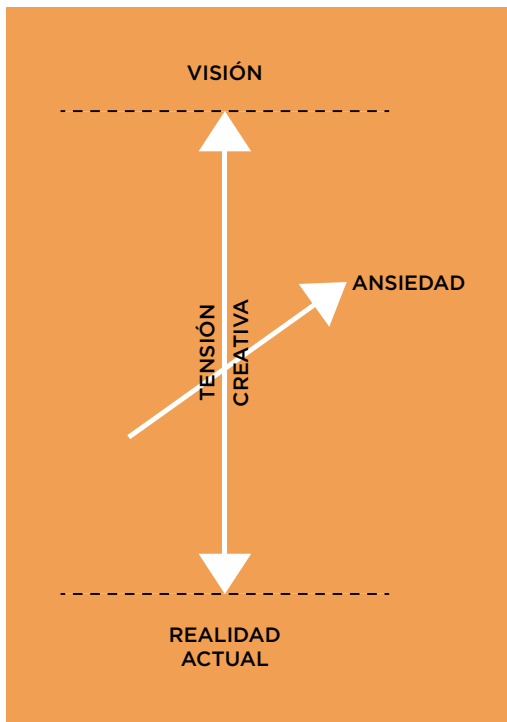 VISIÓN
ANSIEDAD
TENSIÓN
CREATIVA
REALIDAD
ACTUAL